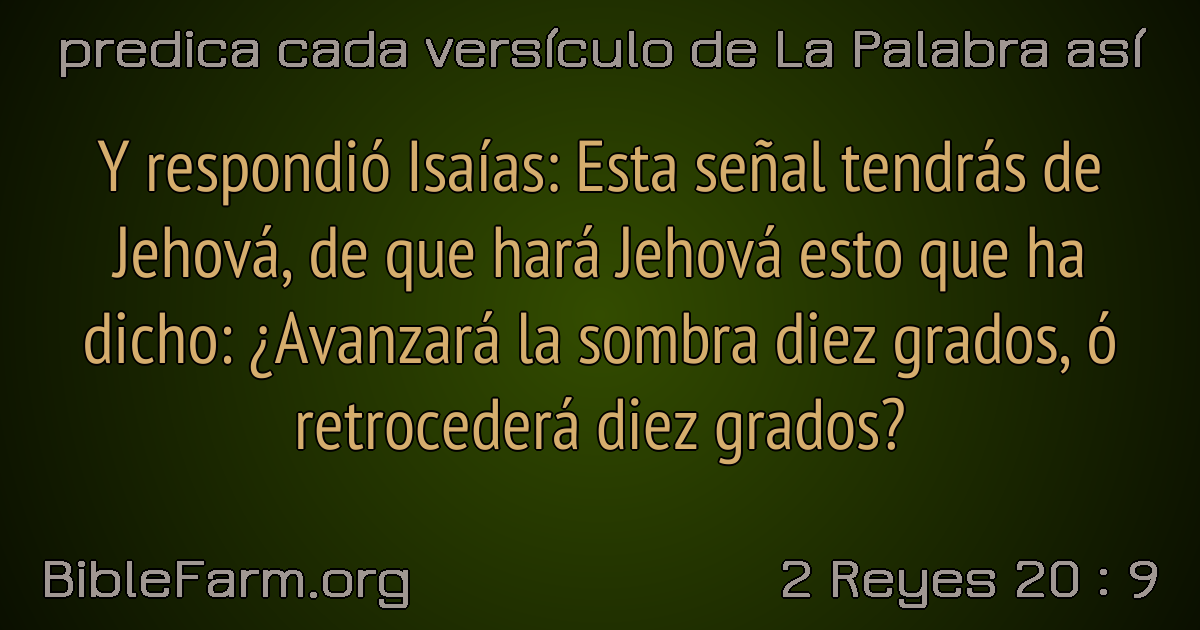 predica cada versículo de La Palabra así
Y respondió Isaías: Esta señal tendrás de
Jehová, de que hará Jehová esto que ha
dicho: ¿Avanzará la sombra diez grados, ó
retrocederá diez grados?
BibleFarm.org
2 Reyes 20 : 9